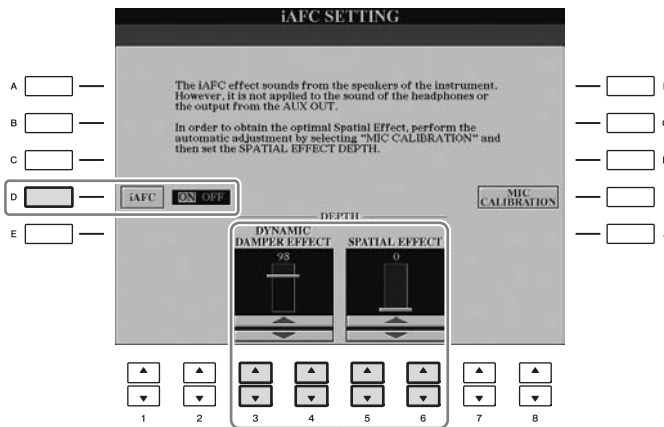 iAFC SETTING
The iAFC effect sounds from the speakers of the instrument.
However, it is not applied to the sound of the headphones or
the output from the AUX OUT.
In order to obtain the optimal Spatial Effect, perform the
automatic adjustment by selecting "MIC CALIBRATION" and
then set the SPATIAL EFFECT DEPTH.
A
B
C
D
E
iAFC ON OFF
MIC
CALIBRATION
DEPTH
DYNAMIC
DAMPER EFFECT
SPATIAL EFFECT
98 0
1 2 3 4 5 6 7 8